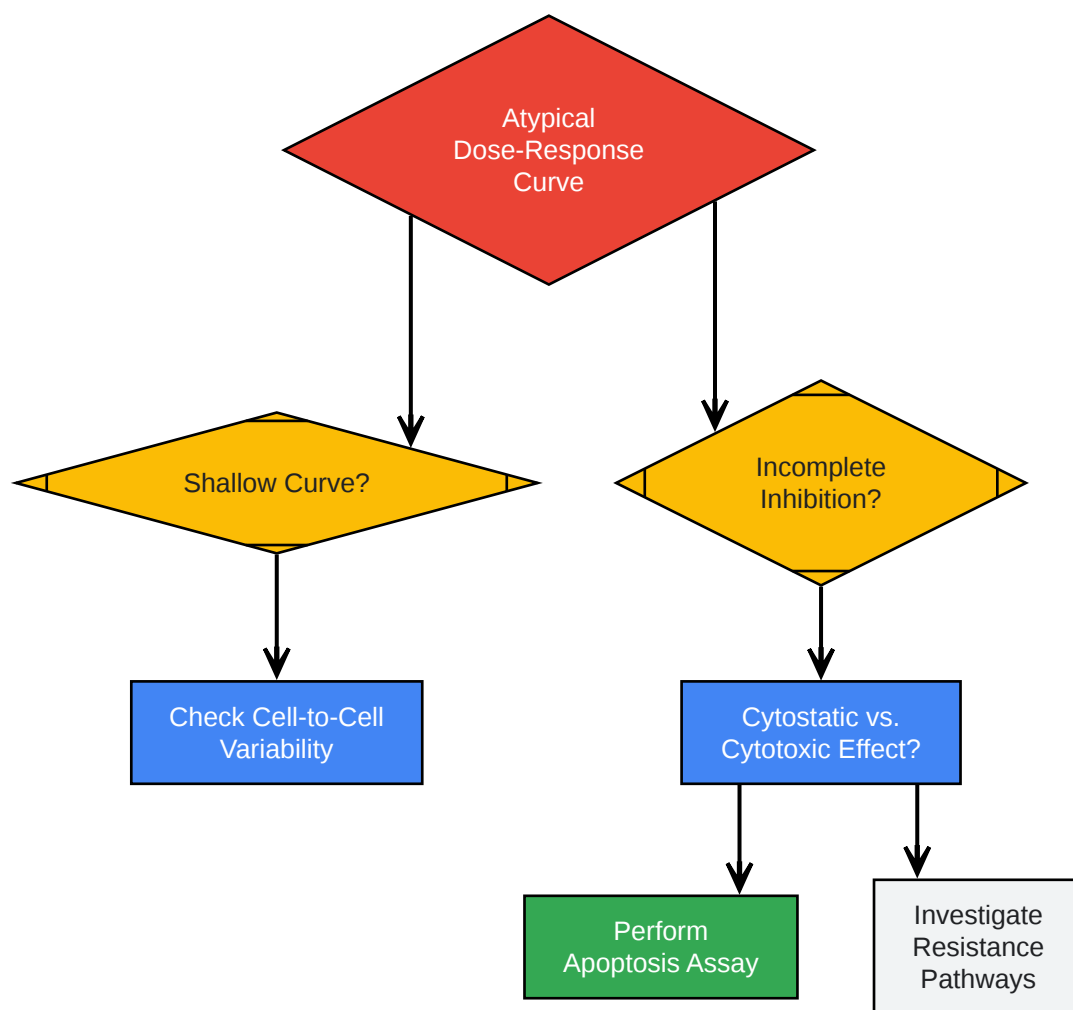 Atypical
Dose-Response
Curve
Shallow Curve?
Incomplete
Inhibition?
Check Cell-to-Cell
Variability
Cytostatic vs.
Cytotoxic Effect?
Perform
Apoptosis Assay
Investigate
Resistance
Pathways